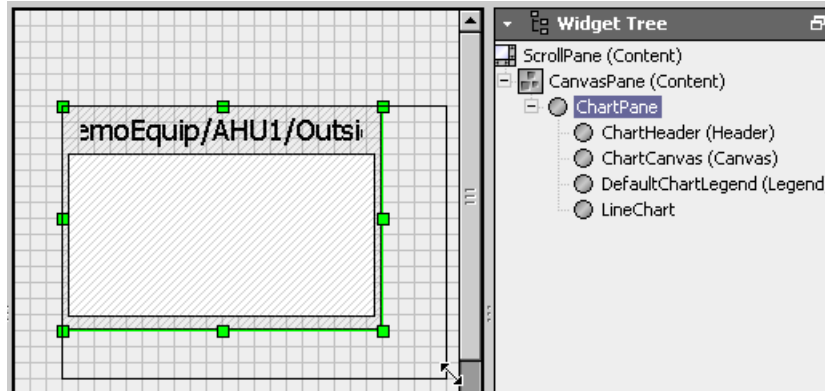 Widget Tree
ScrollPane (Content)
CanvasPane (Content)
ChartPane
emoEquip/AHU1/Outsi
ChartHeader (Header)
ChartCanvas (Canvas)
DefaultChartLegend (Legend
LineChart